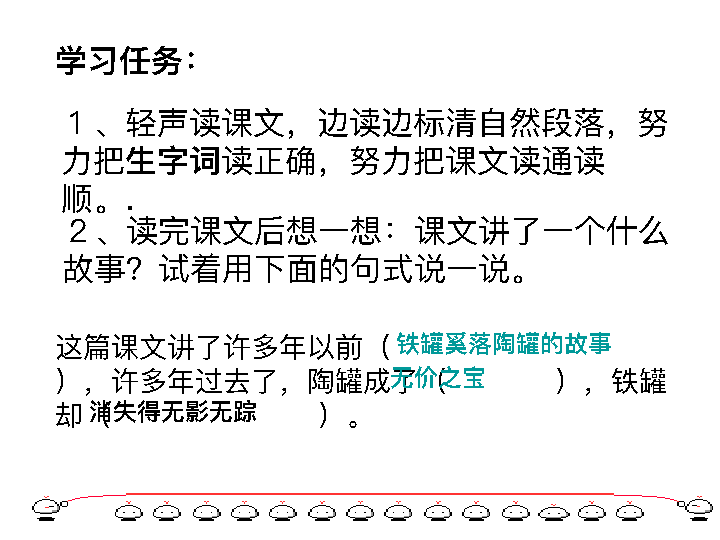 学习任务：
１、轻声读课文，边读边标清自然段落，努
力把生字词读正确，努力把课文读通读
顺。.
２、读完课文后想一想：课文讲了一个什么
故事？试着用下面的句式说一说。
这篇课文讲了许多年以前（铁罐奚落陶罐的故事
），许多年过去了，陶罐成了（无价之宝），铁罐
却（消失得无影无踪）。